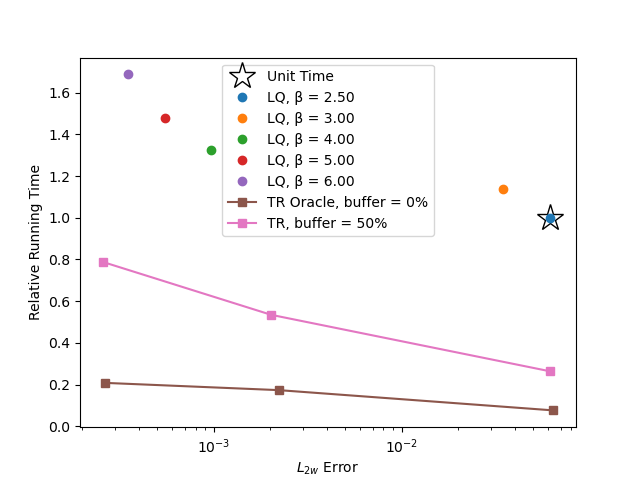 Unit Time
LQ, β = 2.50
LQ, β = 3.00
LQ, β = 4.00
LQ, β = 5.00
LQ, β = 6.00
TR Oracle, buffer = 0%
TR, buffer = 50%
Relative Running Time
1.6
1.4
1.2
1.0
0.8
0.6
0.4
0.2
0.0
10⁻³
10⁻²
L₂w Error